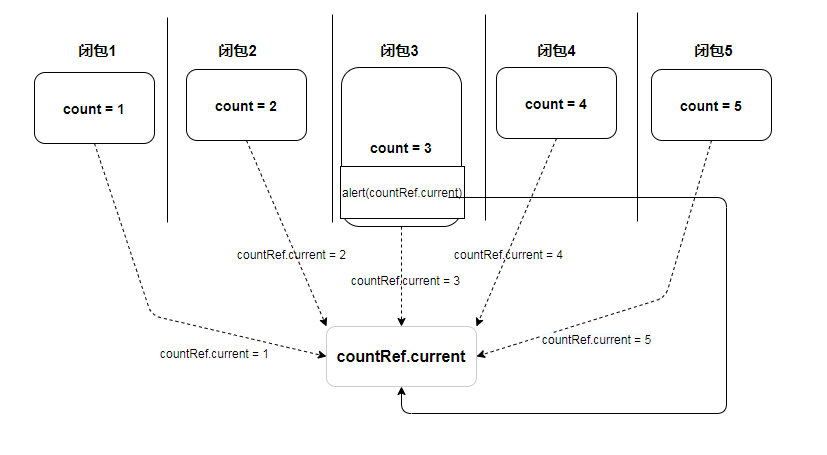 闭包1
闭包2
闭包3
闭包4
闭包5
count = 1
count = 2
count = 3
count = 4
count = 5
alert(countRef.current)
countRef.current = 2
countRef.current = 4
countRef.current = 3
countRef.current = 1
countRef.current = 5
countRef.current